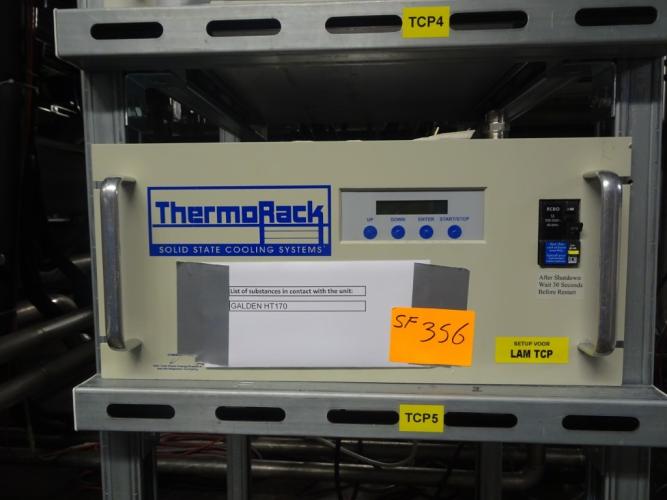 TCP4
ThermoRack
SOLID STATE COOLING SYSTEMS
UP DOWN ENTER START/STOP
RCBO
After Shutdown
Wait 30 Seconds
Before Restart
List of substances in contact with the unit:
GALDEN HT170
SF 356
SETUP VOOR
LAM TCP
TCP5